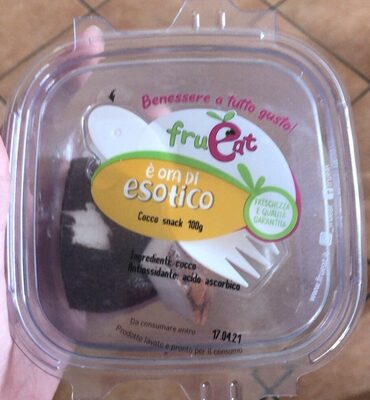 Benessere a tutto gusto!
fruEat
è ora di
esotico
Cocco snack 100g
FRESCHEZZA
E QUALITÀ
GARANTITA
Ingredienti: cocco
Antiossidante: acido ascorbico
Da consumare entro
17.04.21
Prodotto lavato e pronto per il consumo